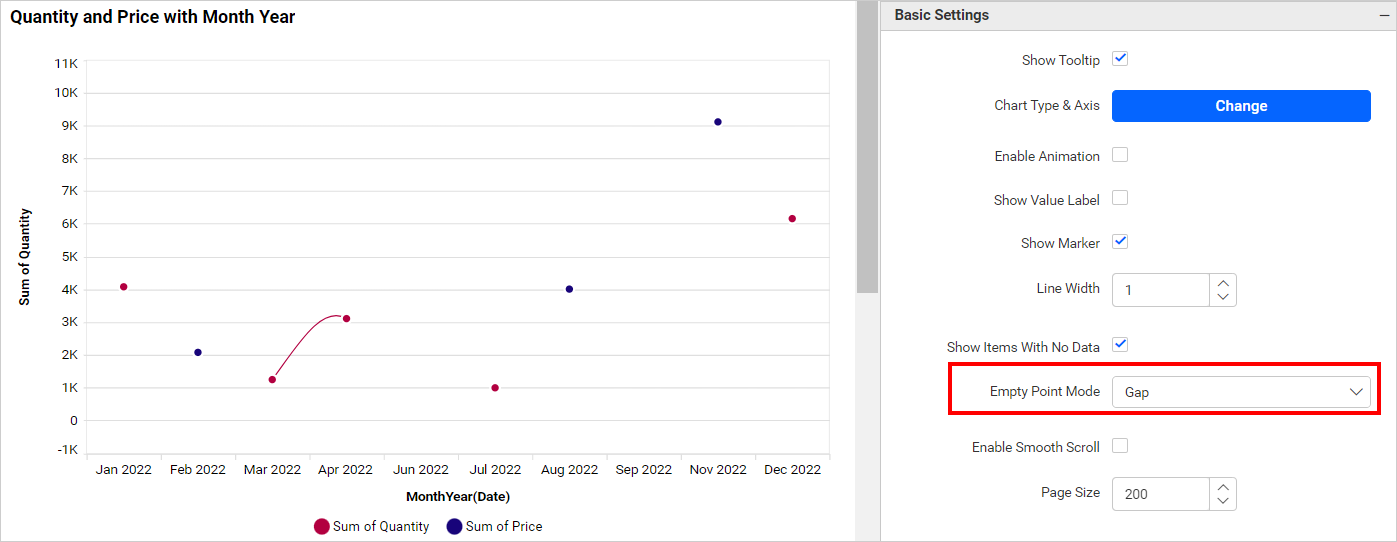 Quantity and Price with Month Year
11K
10K
9K
8K
7K
6K
5K
4K
3K
2K
1K
0
-1K
Sum of Quantity
Jan 2022 Feb 2022 Mar 2022 Apr 2022 Jun 2022 Jul 2022 Aug 2022 Sep 2022 Nov 2022 Dec 2022
MonthYear(Date)
Sum of Quantity Sum of Price
Basic Settings
Show Tooltip
Chart Type & Axis Change
Enable Animation
Show Value Label
Show Marker
Line Width 1
Show Items With No Data
Empty Point Mode Gap
Enable Smooth Scroll
Page Size 200